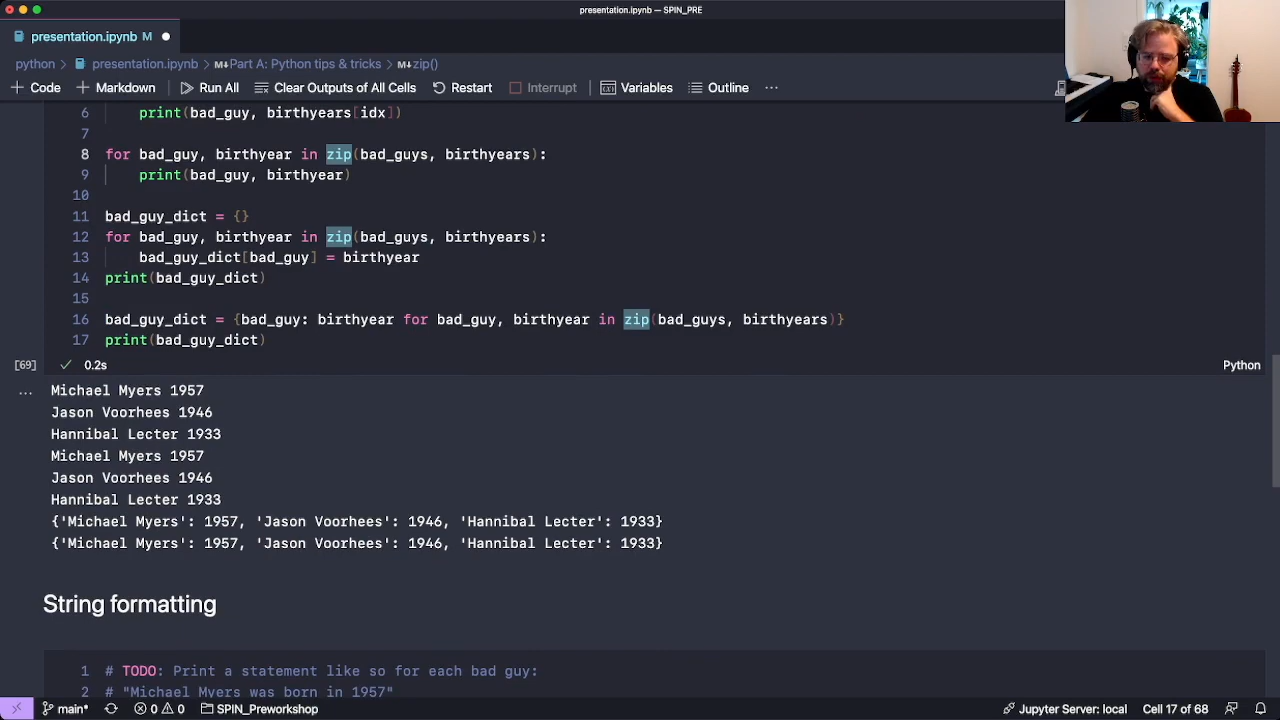 presentation.ipynb — SPIN_PRE
presentation.ipynb M
python > presentation.ipynb > M↓Part A: Python tips & tricks > M↓zip()
+ Code + Markdown Run All Clear Outputs of All Cells Restart Interrupt Variables Outline ...
6 print(bad_guy, birthyears[idx])
7
8 for bad_guy, birthyear in zip(bad_guys, birthyears):
9 print(bad_guy, birthyear)
10
11 bad_guy_dict = {}
12 for bad_guy, birthyear in zip(bad_guys, birthyears):
13 bad_guy_dict[bad_guy] = birthyear
14 print(bad_guy_dict)
15
16 bad_guy_dict = {bad_guy: birthyear for bad_guy, birthyear in zip(bad_guys, birthyears)}
17 print(bad_guy_dict)
[69] ✓ 0.2s Python
... Michael Myers 1957
Jason Voorhees 1946
Hannibal Lecter 1933
Michael Myers 1957
Jason Voorhees 1946
Hannibal Lecter 1933
{'Michael Myers': 1957, 'Jason Voorhees': 1946, 'Hannibal Lecter': 1933}
{'Michael Myers': 1957, 'Jason Voorhees': 1946, 'Hannibal Lecter': 1933}
String formatting
1 # TODO: Print a statement like so for each bad guy:
2 # "Michael Myers was born in 1957"
main* 0 0 SPIN_Preworkshop Jupyter Server: local Cell 17 of 68